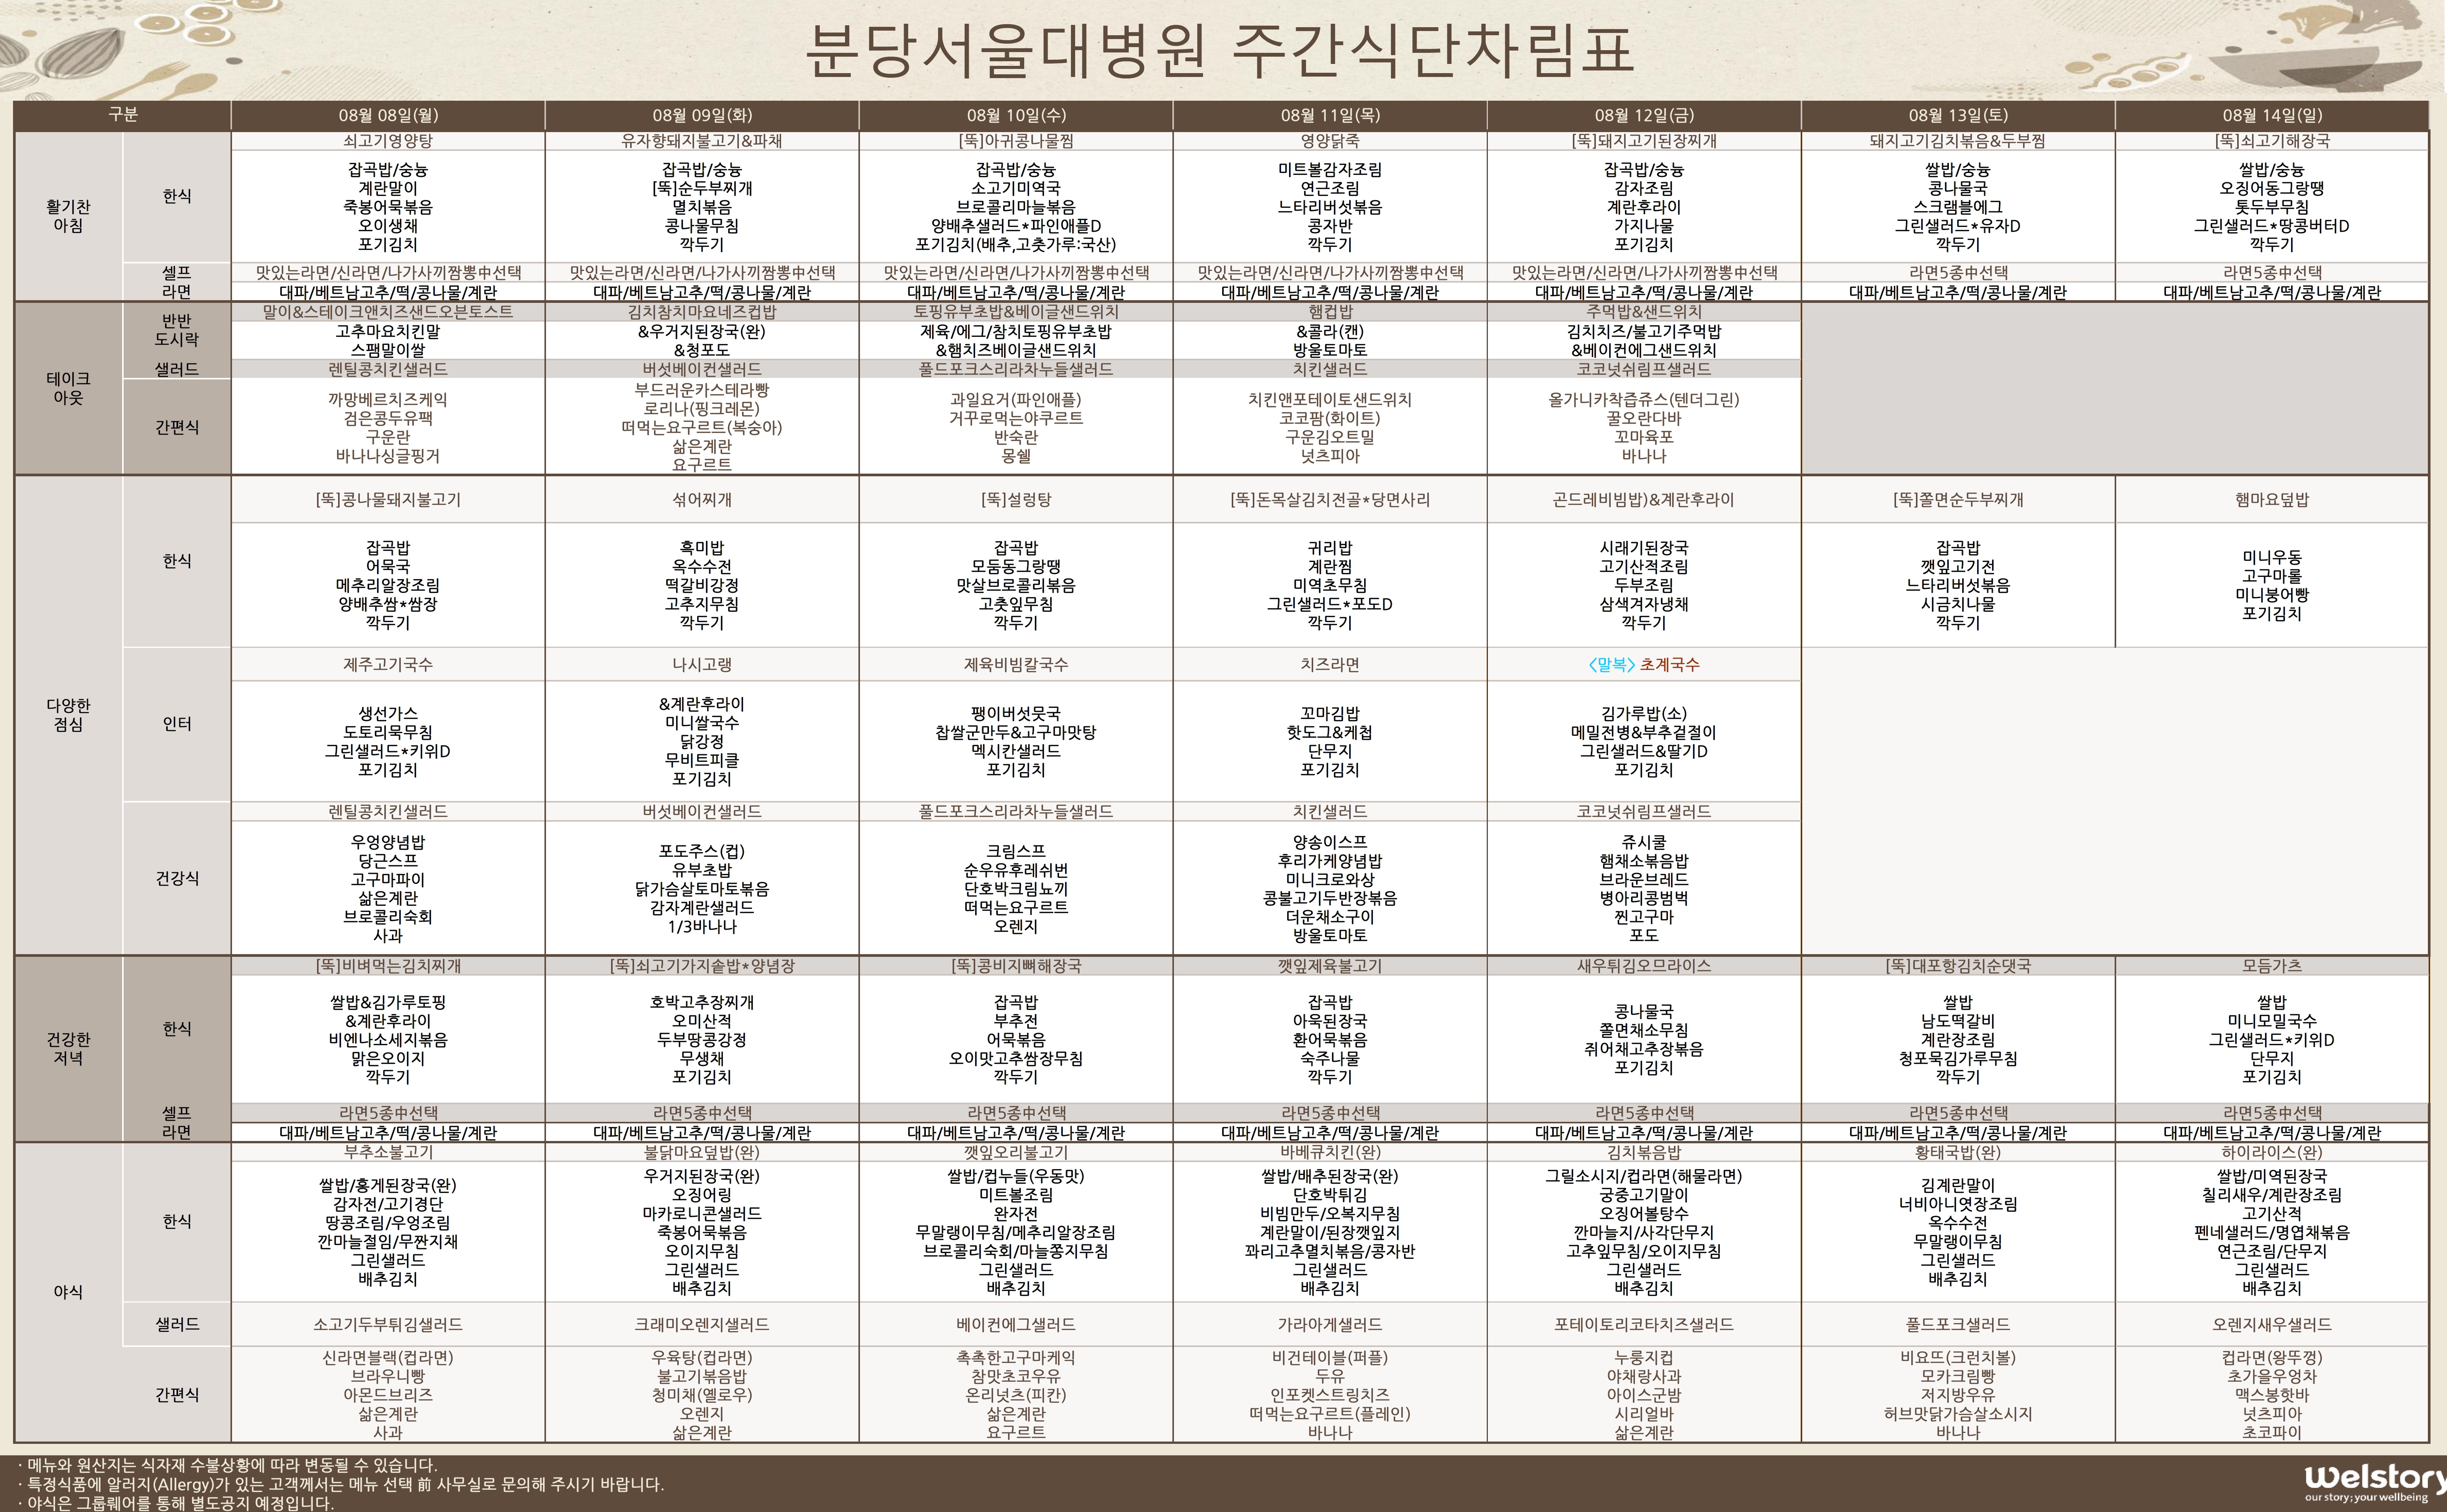 분당서울대병원 주간식단차림표
구분
08월 08일(월)
08월 09일(화)
08월 10일(수)
08월 11일(목)
08월 12일(금)
08월 13일(토)
08월 14일(일)
활기찬
아침
한식
쇠고기영양탕
유자향돼지불고기&파채
[뚝]아귀콩나물찜
영양닭죽
[뚝]돼지고기된장찌개
돼지고기김치볶음&두부찜
[뚝]쇠고기해장국
잡곡밥/숭늉
계란말이
죽봉어묵볶음
오이생채
포기김치
잡곡밥/숭늉
[뚝]순두부찌개
멸치볶음
콩나물무침
깍두기
잡곡밥/숭늉
소고기미역국
브로콜리마늘볶음
양배추샐러드*파인애플D
포기김치(배추,고춧가루:국산)
미트볼감자조림
연근조림
느타리버섯볶음
콩자반
깍두기
잡곡밥/숭늉
감자조림
계란후라이
가지나물
포기김치
쌀밥/숭늉
콩나물국
스크램블에그
그린샐러드*유자D
깍두기
쌀밥/숭늉
오징어동그랑땡
톳두부무침
그린샐러드*땅콩버터D
깍두기
셀프
라면
맛있는라면/신라면/나가사끼짬뽕中선택
맛있는라면/신라면/나가사끼짬뽕中선택
맛있는라면/신라면/나가사끼짬뽕中선택
맛있는라면/신라면/나가사끼짬뽕中선택
맛있는라면/신라면/나가사끼짬뽕中선택
라면5종中선택
라면5종中선택
대파/베트남고추/떡/콩나물/계란
대파/베트남고추/떡/콩나물/계란
대파/베트남고추/떡/콩나물/계란
대파/베트남고추/떡/콩나물/계란
대파/베트남고추/떡/콩나물/계란
대파/베트남고추/떡/콩나물/계란
대파/베트남고추/떡/콩나물/계란
테이크
아웃
반반
도시락
말이&스테이크앤치즈샌드오븐토스트
김치참치마요네즈컵밥
토핑유부초밥&베이글샌드위치
햄컵밥
주먹밥&샌드위치
고추마요치킨말
스팸말이쌀
&우거지된장국(완)
&청포도
제육/에그/참치토핑유부초밥
&햄치즈베이글샌드위치
&콜라(캔)
방울토마토
김치치즈/불고기주먹밥
&베이컨에그샌드위치
샐러드
렌틸콩치킨샐러드
버섯베이컨샐러드
풀드포크스리라차누들샐러드
치킨샐러드
코코넛쉬림프샐러드
간편식
까망베르치즈케익
검은콩두유팩
구운란
바나나싱글핑거
부드러운카스테라빵
로리나(핑크레몬)
떠먹는요구르트(복숭아)
삶은계란
요구르트
과일요거(파인애플)
거꾸로먹는야쿠르트
반숙란
몽쉘
치킨앤포테이토샌드위치
코코팜(화이트)
구운김오트밀
넛츠피아
올가니카착즙쥬스(텐더그린)
꿀오란다바
꼬마육포
바나나
다양한
점심
한식
[뚝]콩나물돼지불고기
섞어찌개
[뚝]설렁탕
[뚝]돈목살김치전골*당면사리
곤드레비빔밥)&계란후라이
[뚝]쫄면순두부찌개
햄마요덮밥
잡곡밥
어묵국
메추리알장조림
양배추쌈*쌈장
깍두기
흑미밥
옥수수전
떡갈비강정
고추지무침
깍두기
잡곡밥
모둠동그랑땡
맛살브로콜리볶음
고춧잎무침
깍두기
귀리밥
계란찜
미역초무침
그린샐러드*포도D
깍두기
시래기된장국
고기산적조림
두부조림
삼색겨자냉채
깍두기
잡곡밥
깻잎고기전
느타리버섯볶음
시금치나물
깍두기
미니우동
고구마롤
미니붕어빵
포기김치
인터
제주고기국수
나시고랭
제육비빔칼국수
치즈라면
<말복> 초계국수
생선가스
도토리묵무침
그린샐러드*키위D
포기김치
&계란후라이
미니쌀국수
닭강정
무비트피클
포기김치
팽이버섯뭇국
찹쌀군만두&고구마맛탕
멕시칸샐러드
포기김치
꼬마김밥
핫도그&케첩
단무지
포기김치
김가루밥(소)
메밀전병&부추겉절이
그린샐러드&딸기D
포기김치
건강식
렌틸콩치킨샐러드
버섯베이컨샐러드
풀드포크스리라차누들샐러드
치킨샐러드
코코넛쉬림프샐러드
우엉양념밥
당근스프
고구마파이
삶은계란
브로콜리숙회
사과
포도주스(컵)
유부초밥
닭가슴살토마토볶음
감자계란샐러드
1/3바나나
크림스프
순우유후레쉬번
단호박크림뇨끼
떠먹는요구르트
오렌지
양송이스프
후리가케양념밥
미니크로와상
콩불고기두반장볶음
더운채소구이
방울토마토
쥬시쿨
햄채소볶음밥
브라운브레드
병아리콩범벅
찐고구마
포도
건강한
저녁
한식
[뚝]비벼먹는김치찌개
[뚝]쇠고기가지솥밥*양념장
[뚝]콩비지뼈해장국
깻잎제육불고기
새우튀김오므라이스
[뚝]대포항김치순댓국
모듬가츠
쌀밥&김가루토핑
&계란후라이
비엔나소세지볶음
맑은오이지
깍두기
호박고추장찌개
오미산적
두부땅콩강정
무생채
포기김치
잡곡밥
부추전
어묵볶음
오이맛고추쌈장무침
깍두기
잡곡밥
아욱된장국
환어묵볶음
숙주나물
깍두기
콩나물국
쫄면채소무침
쥐어채고추장볶음
포기김치
쌀밥
남도떡갈비
계란장조림
청포묵김가루무침
깍두기
쌀밥
미니모밀국수
그린샐러드*키위D
단무지
포기김치
셀프
라면
라면5종中선택
라면5종中선택
라면5종中선택
라면5종中선택
라면5종中선택
라면5종中선택
라면5종中선택
대파/베트남고추/떡/콩나물/계란
대파/베트남고추/떡/콩나물/계란
대파/베트남고추/떡/콩나물/계란
대파/베트남고추/떡/콩나물/계란
대파/베트남고추/떡/콩나물/계란
대파/베트남고추/떡/콩나물/계란
대파/베트남고추/떡/콩나물/계란
야식
한식
부추소불고기
불닭마요덮밥(완)
깻잎오리불고기
바베큐치킨(완)
김치볶음밥
황태국밥(완)
하이라이스(완)
쌀밥/홍게된장국(완)
감자전/고기경단
땅콩조림/우엉조림
깐마늘절임/무짠지채
그린샐러드
배추김치
우거지된장국(완)
오징어링
마카로니콘샐러드
죽봉어묵볶음
오이지무침
그린샐러드
배추김치
쌀밥/컵누들(우동맛)
미트볼조림
완자전
무말랭이무침/메추리알장조림
브로콜리숙회/마늘쫑지무침
그린샐러드
배추김치
쌀밥/배추된장국(완)
단호박튀김
비빔만두/오복지무침
계란말이/된장깻잎지
꽈리고추멸치볶음/콩자반
그린샐러드
배추김치
그릴소시지/컵라면(해물라면)
궁중고기말이
오징어볼탕수
깐마늘지/사각단무지
고추잎무침/오이지무침
그린샐러드
배추김치
김계란말이
너비아니엿장조림
옥수수전
무말랭이무침
그린샐러드
배추김치
쌀밥/미역된장국
칠리새우/계란장조림
고기산적
펜네샐러드/명엽채볶음
연근조림/단무지
그린샐러드
배추김치
샐러드
소고기두부튀김샐러드
크래미오렌지샐러드
베이컨에그샐러드
가라아게샐러드
포테이토리코타치즈샐러드
풀드포크샐러드
오렌지새우샐러드
간편식
신라면블랙(컵라면)
브라우니빵
아몬드브리즈
삶은계란
사과
우육탕(컵라면)
불고기볶음밥
청미채(옐로우)
오렌지
삶은계란
촉촉한고구마케익
참맛초코우유
온리넛츠(피칸)
삶은계란
요구르트
비건테이블(퍼플)
두유
인포켓스트링치즈
떠먹는요구르트(플레인)
바나나
누룽지컵
야채랑사과
아이스군밤
시리얼바
삶은계란
비요뜨(크런치볼)
모카크림빵
저지방우유
허브맛닭가슴살소시지
바나나
컵라면(왕뚜껑)
초가을우엉차
맥스봉핫바
넛츠피아
초코파이
· 메뉴와 원산지는 식자재 수불상황에 따라 변동될 수 있습니다.
· 특정식품에 알러지(Allergy)가 있는 고객께서는 메뉴 선택 前 사무실로 문의해 주시기 바랍니다.
· 야식은 그룹웨어를 통해 별도공지 예정입니다.
welstory
our story; your wellbeing